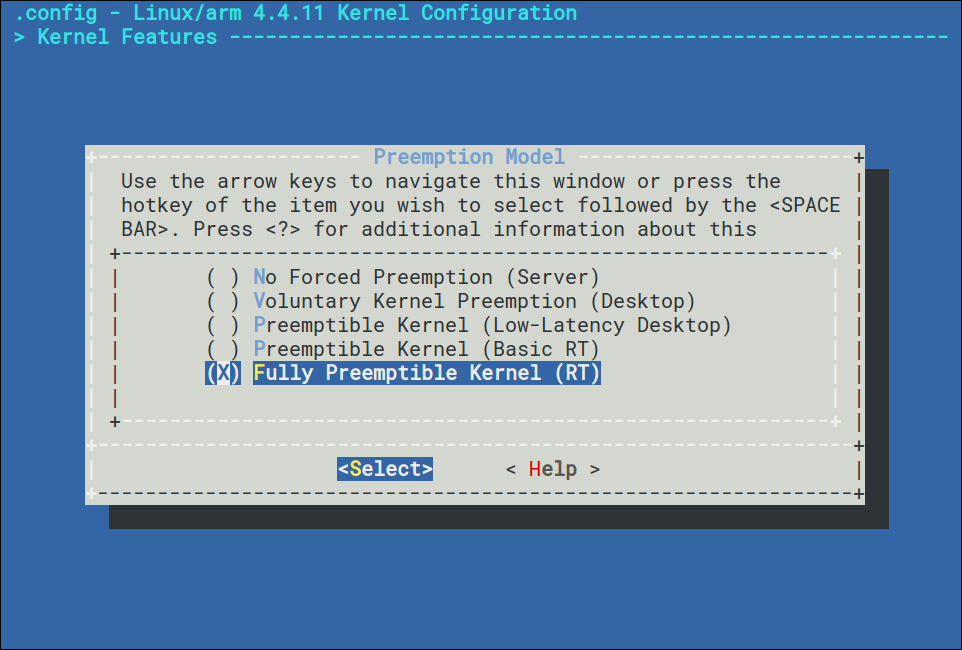 .config - Linux/arm 4.4.11 Kernel Configuration
> Kernel Features ------------------------------------------------------------
Preemption Model
Use the arrow keys to navigate this window or press the
hotkey of the item you wish to select followed by the <SPACE
BAR>. Press <?> for additional information about this
( ) No Forced Preemption (Server)
( ) Voluntary Kernel Preemption (Desktop)
( ) Preemptible Kernel (Low-Latency Desktop)
( ) Preemptible Kernel (Basic RT)
(X) Fully Preemptible Kernel (RT)
<Select> < Help >